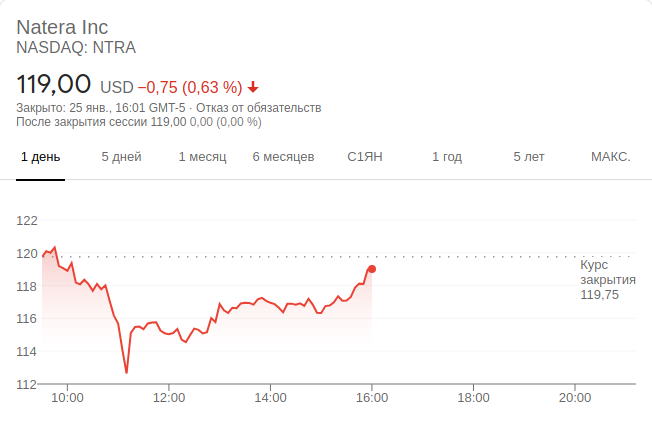 Natera Inc
NASDAQ: NTRA
119,00 USD −0,75 (0,63 %)
Закрыто: 25 янв., 16:01 GMT-5 · Отказ от обязательств
После закрытия сессии 119,00 0,00 (0,00 %)
1 день 5 дней 1 месяц 6 месяцев С1ЯН 1 год 5 лет МАКС.
122
120
118
116
114
112
Курс
закрытия
119,75
10:00 12:00 14:00 16:00 18:00 20:00